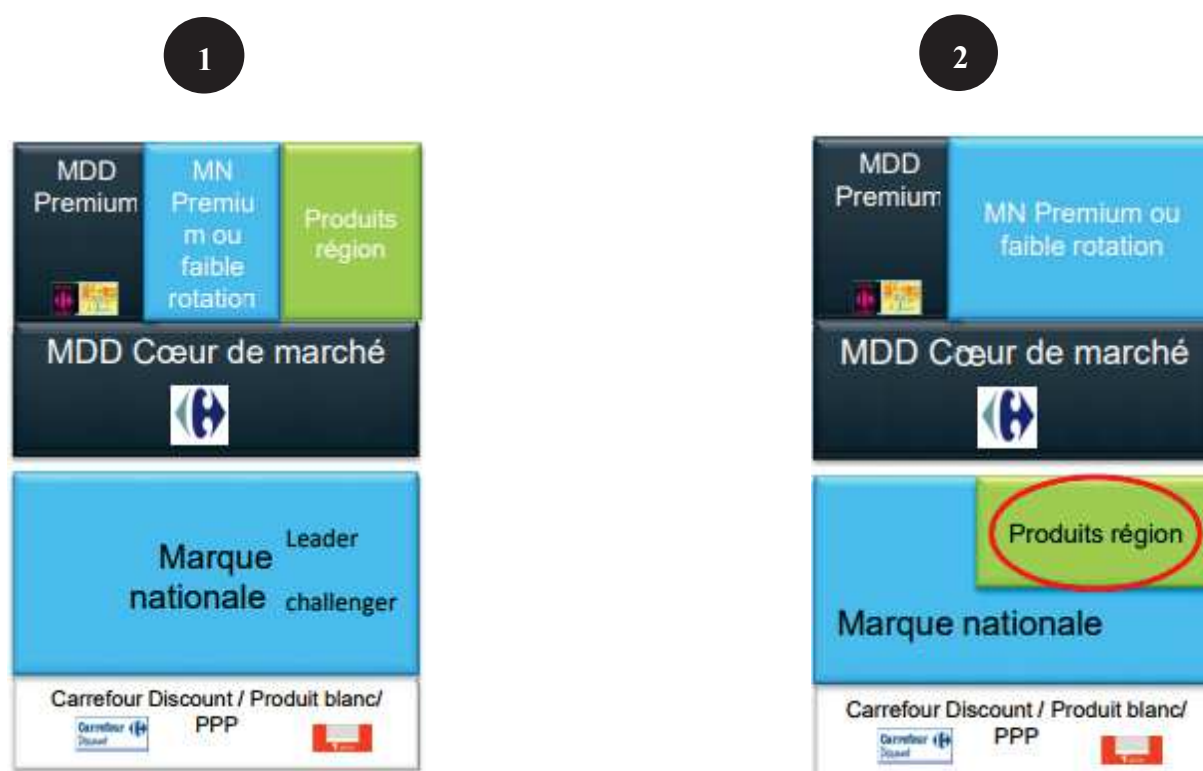 1
MDD
Premium
MN
Premiu
m ou
faible
rotation
Produits
région
MDD Cœur de marché
Marque
nationale
Leader
challenger
Carrefour Discount / Produit blanc/
PPP
Carrefour
Discount
2
MDD
Premium
MN Premium ou
faible rotation
MDD Cœur de marché
Produits région
Marque nationale
Carrefour Discount / Produit blanc/
PPP
Carrefour
Discount